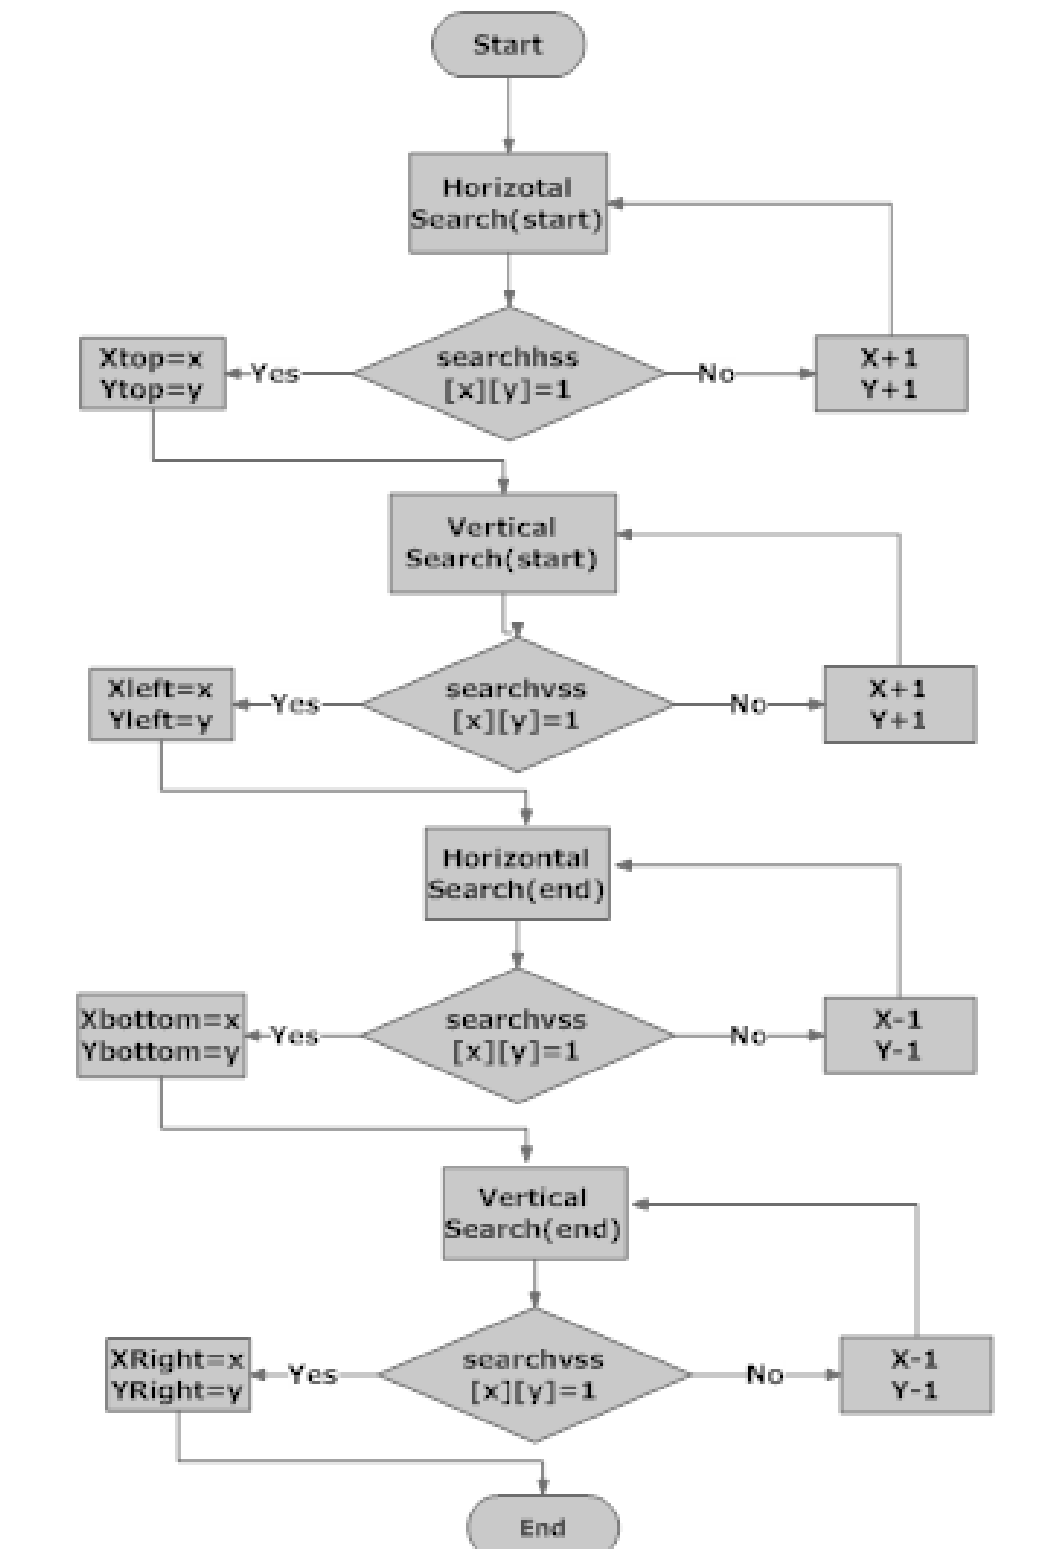 Start
Horizotal
Search(start)
searchhss
[x][y]=1
Yes
No
Xtop=x
Ytop=y
X+1
Y+1
Vertical
Search(start)
searchvss
[x][y]=1
Yes
No
Xleft=x
Yleft=y
X+1
Y+1
Horizontal
Search(end)
searchvss
[x][y]=1
Yes
No
Xbottom=x
Ybottom=y
X-1
Y-1
Vertical
Search(end)
searchvss
[x][y]=1
Yes
No
XRight=x
YRight=y
X-1
Y-1
End